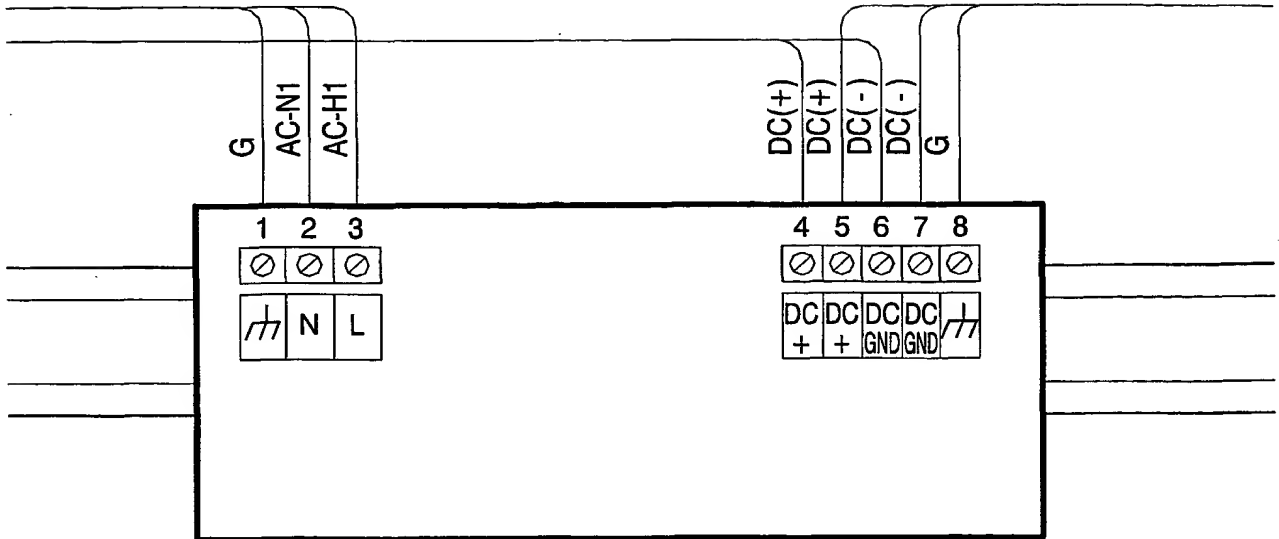 G AC-N1 AC-H1 DC(+) DC(+) DC(-) DC(-) G
1 2 3 4 5 6 7 8
N L DC + DC + DC GND DC GND